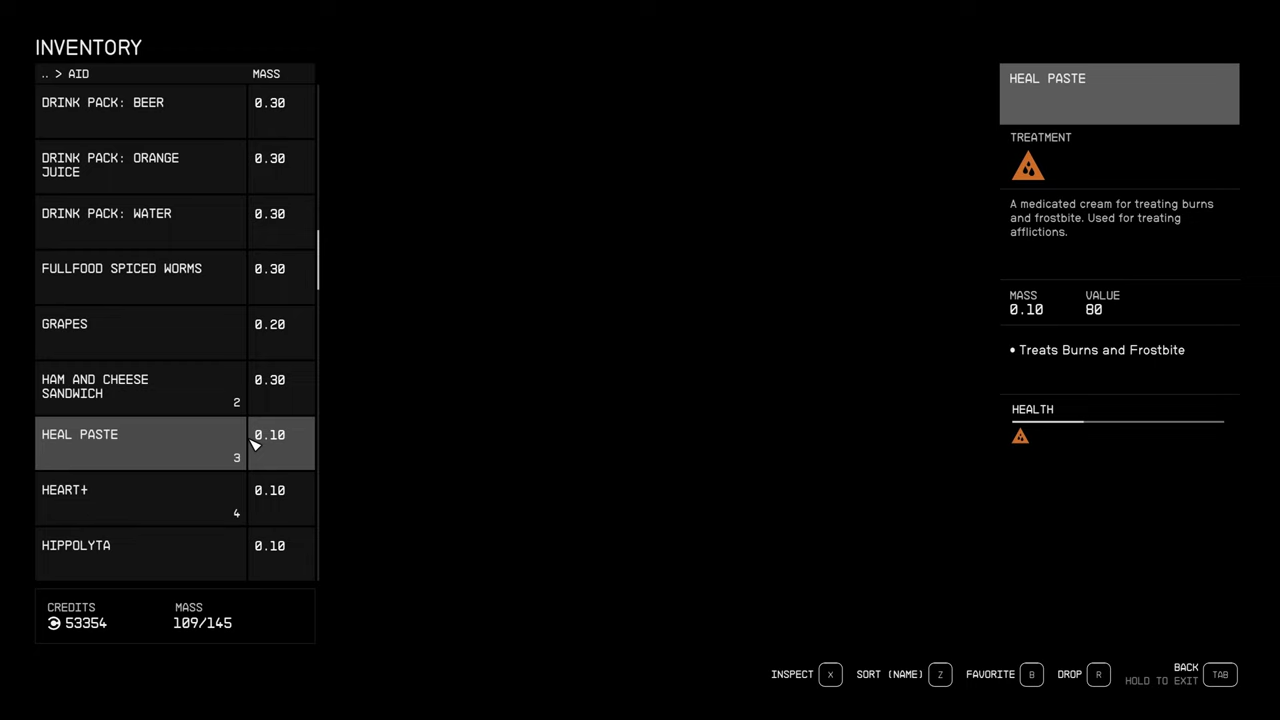 INVENTORY
.. > AID MASS
DRINK PACK: BEER 0.30
DRINK PACK: ORANGE
JUICE 0.30
DRINK PACK: WATER 0.30
FULLFOOD SPICED WORMS 0.30
GRAPES 0.20
HAM AND CHEESE
SANDWICH 0.30
2
HEAL PASTE 0.10
3
HEART+ 0.10
4
HIPPOLYTA 0.10
CREDITS MASS
53354 109/145
HEAL PASTE
TREATMENT
A medicated cream for treating burns
and frostbite. Used for treating
afflictions.
MASS VALUE
0.10 80
• Treats Burns and Frostbite
HEALTH
INSPECT X SORT (NAME) Z FAVORITE B DROP R BACK
HOLD TO EXIT TAB